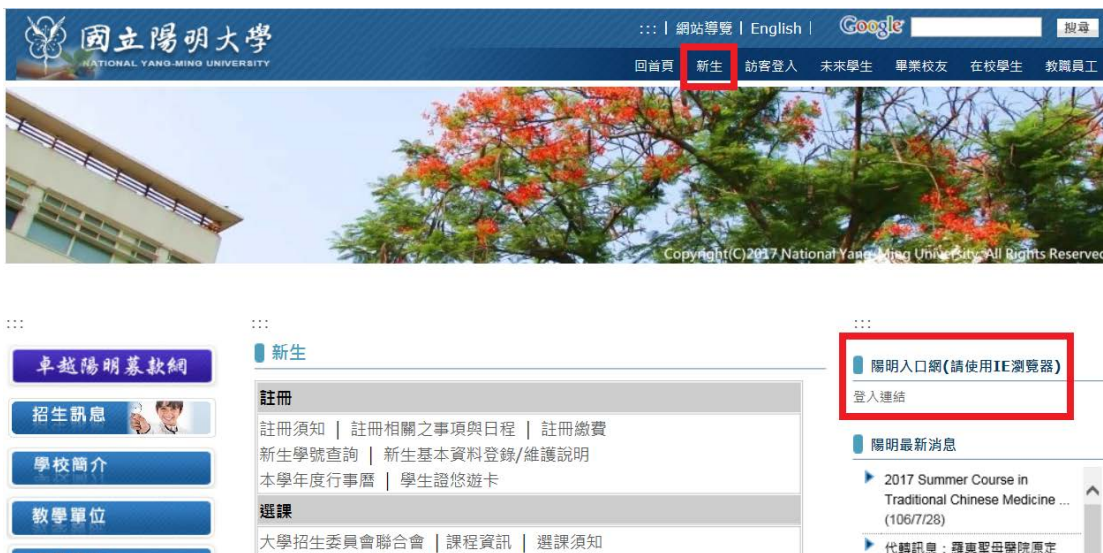 國立陽明大學
NATIONAL YANG-MING UNIVERSITY
:::| 網站導覽 | English |
Google
搜尋
回首頁 新生 訪客登入 未來學生 畢業校友 在校學生 教職員工
Copyright(C)2017 National Yang-Ming University. All Rights Reserved
:::
卓越陽明募款網
招生訊息
學校簡介
教學單位
:::
新生
註冊
註冊須知 | 註冊相關之事項與日程 | 註冊繳費
新生學號查詢 | 新生基本資料登錄/維護說明
本學年度行事曆 | 學生證悠遊卡
選課
大學招生委員會聯合會 | 課程資訊 | 選課須知
:::
陽明入口網(請使用IE瀏覽器)
登入連結
陽明最新消息
2017 Summer Course in
Traditional Chinese Medicine ...
(106/7/28)
代轉訊息：羅東聖母醫院原定